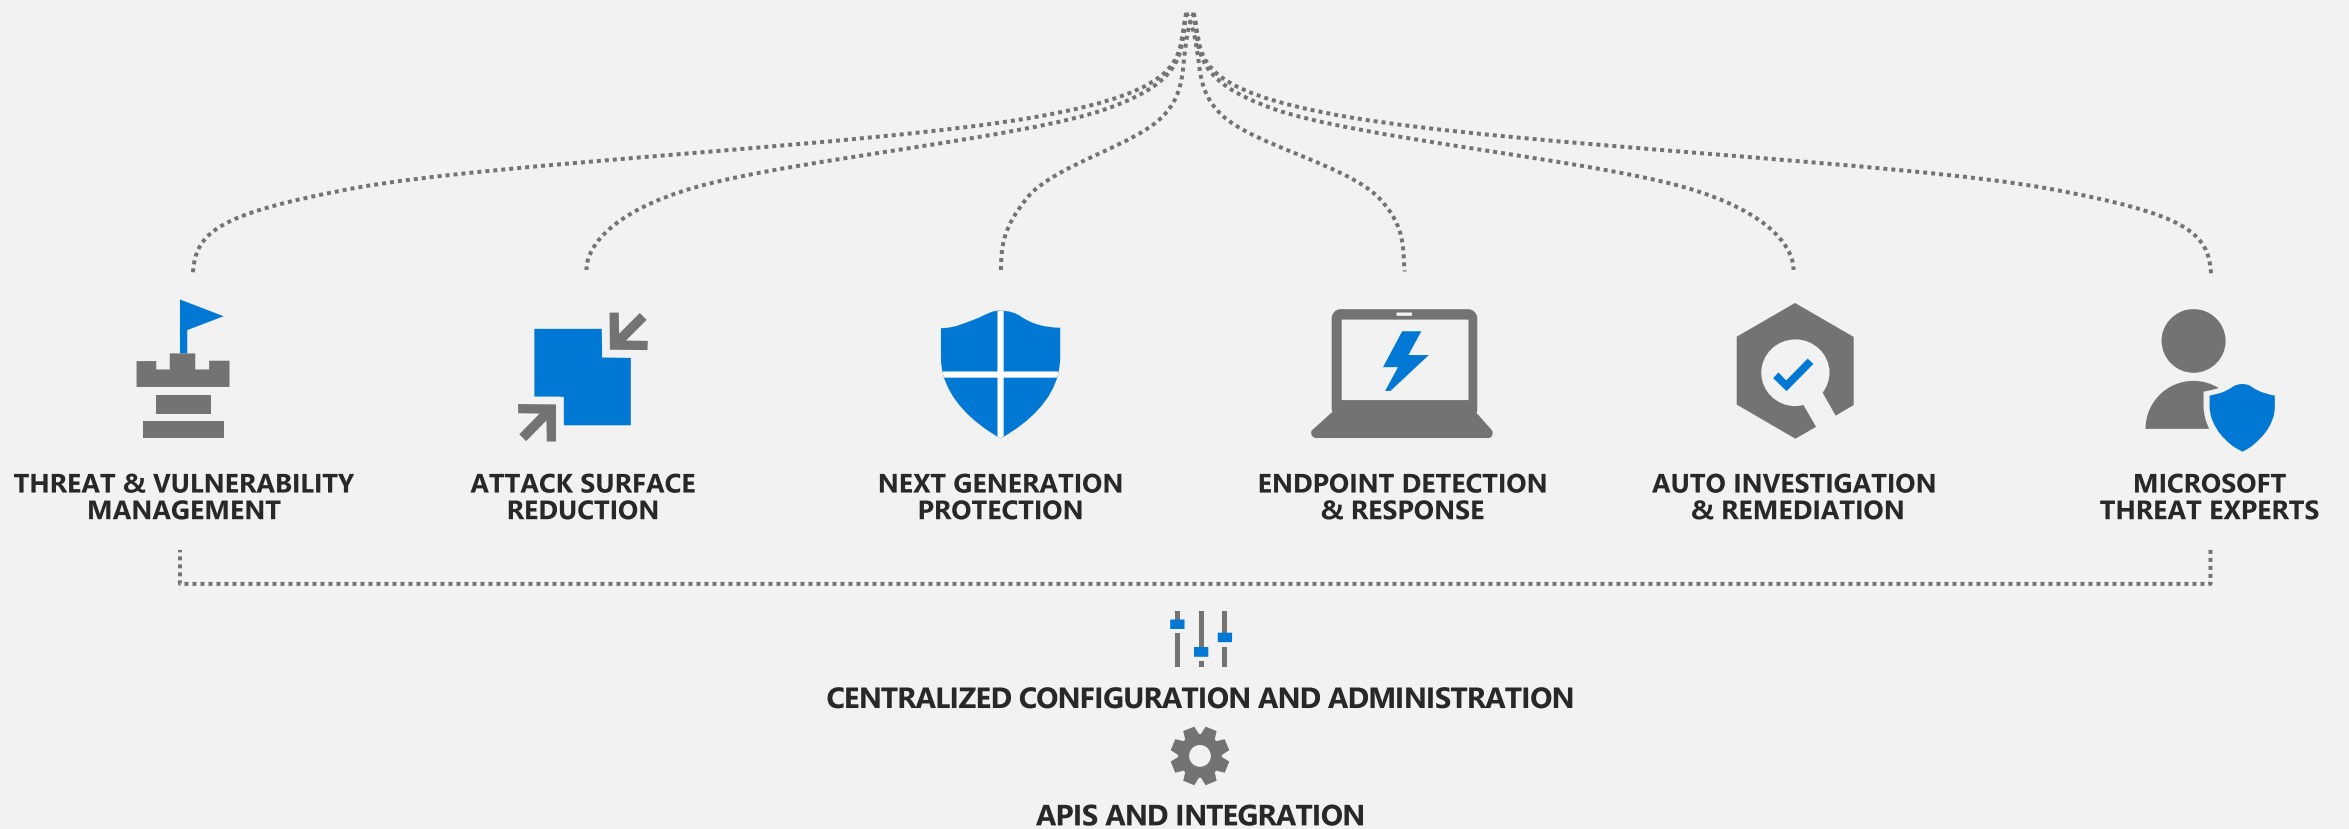 THREAT & VULNERABILITY
MANAGEMENT
ATTACK SURFACE
REDUCTION
NEXT GENERATION
PROTECTION
ENDPOINT DETECTION
& RESPONSE
AUTO INVESTIGATION
& REMEDIATION
MICROSOFT
THREAT EXPERTS
CENTRALIZED CONFIGURATION AND ADMINISTRATION
APIS AND INTEGRATION